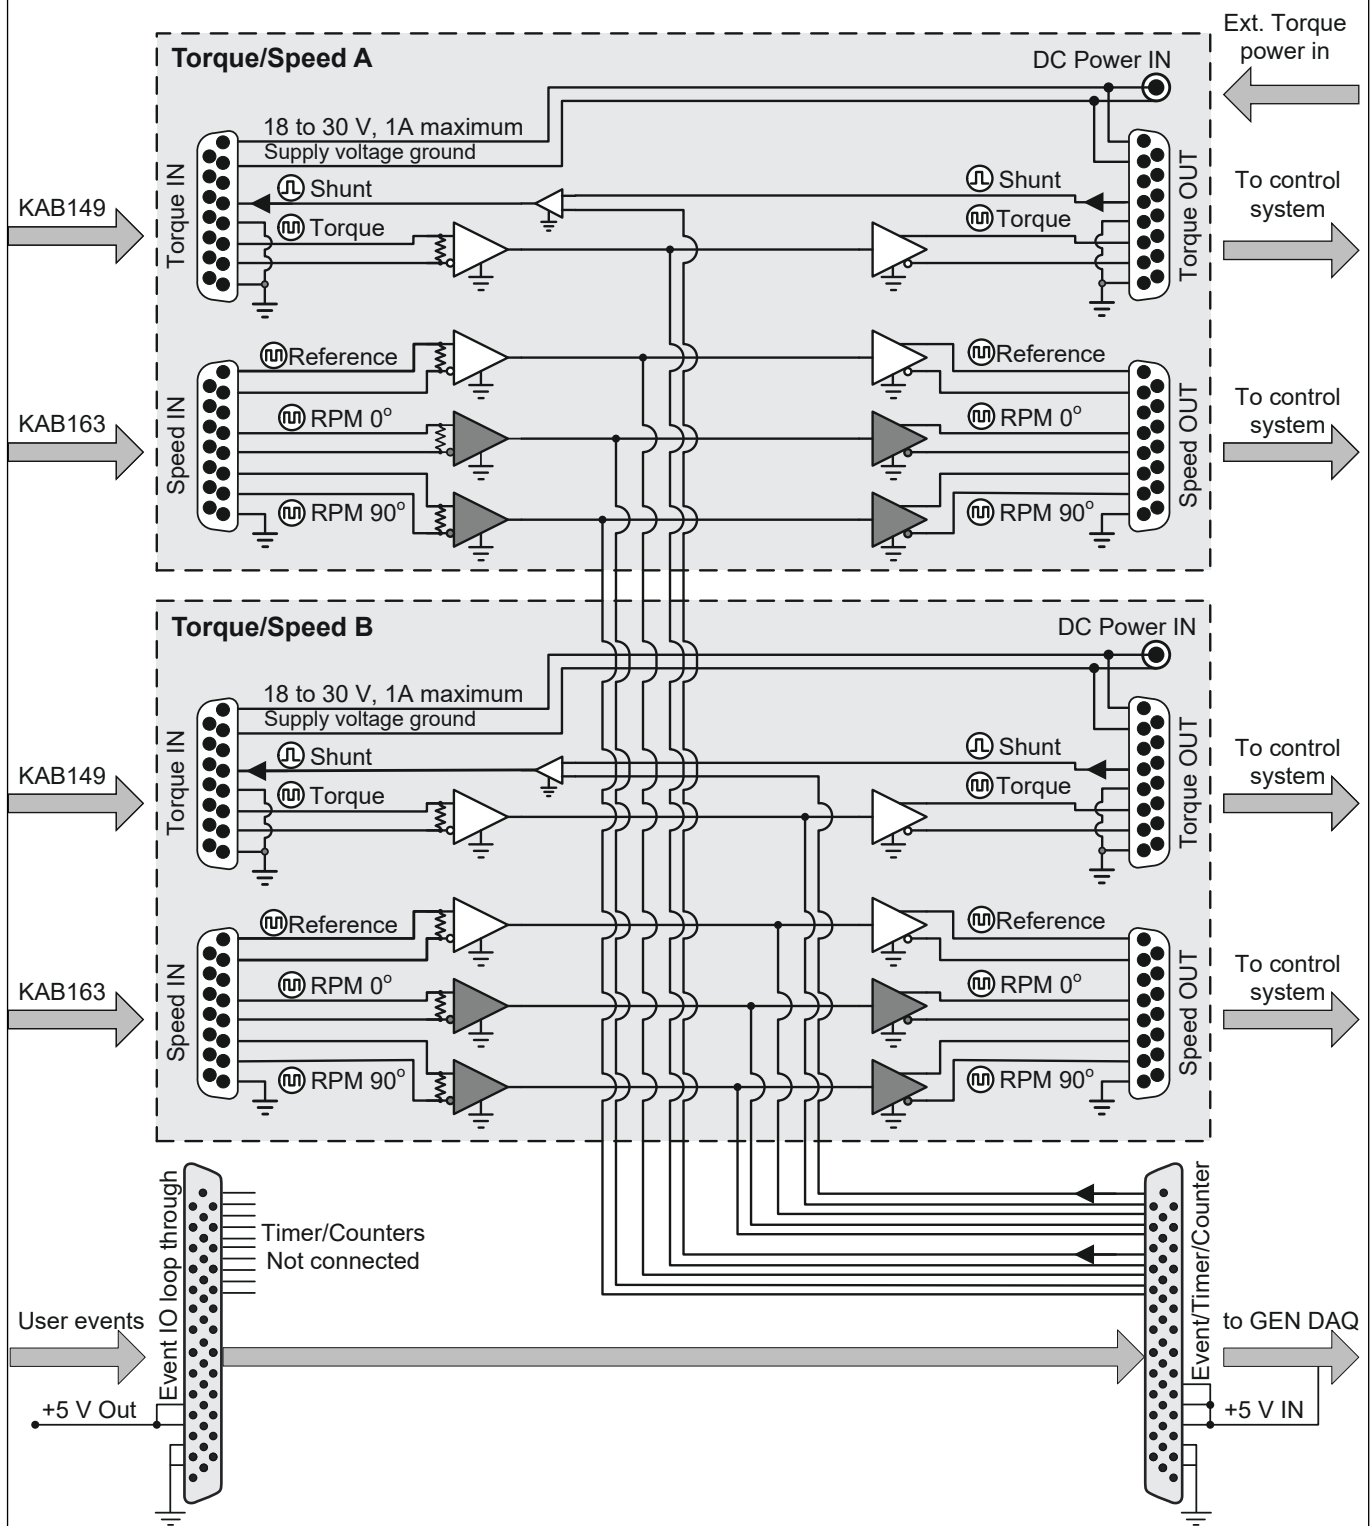 Ext. Torque
power in
Torque/Speed A
DC Power IN
18 to 30 V, 1A maximum
Supply voltage ground
Torque IN
Shunt
Torque
Shunt
Torque
Torque OUT
KAB149
To control
system
Reference
RPM 0°
RPM 90°
Speed IN
Reference
RPM 0°
RPM 90°
Speed OUT
KAB163
To control
system
Torque/Speed B
DC Power IN
18 to 30 V, 1A maximum
Supply voltage ground
Torque IN
Shunt
Torque
Shunt
Torque
Torque OUT
KAB149
To control
system
Reference
RPM 0°
RPM 90°
Speed IN
Reference
RPM 0°
RPM 90°
Speed OUT
KAB163
To control
system
Event IO loop through
Timer/Counters
Not connected
Event/Timer/Counter
User events
to GEN DAQ
+5 V Out
+5 V IN